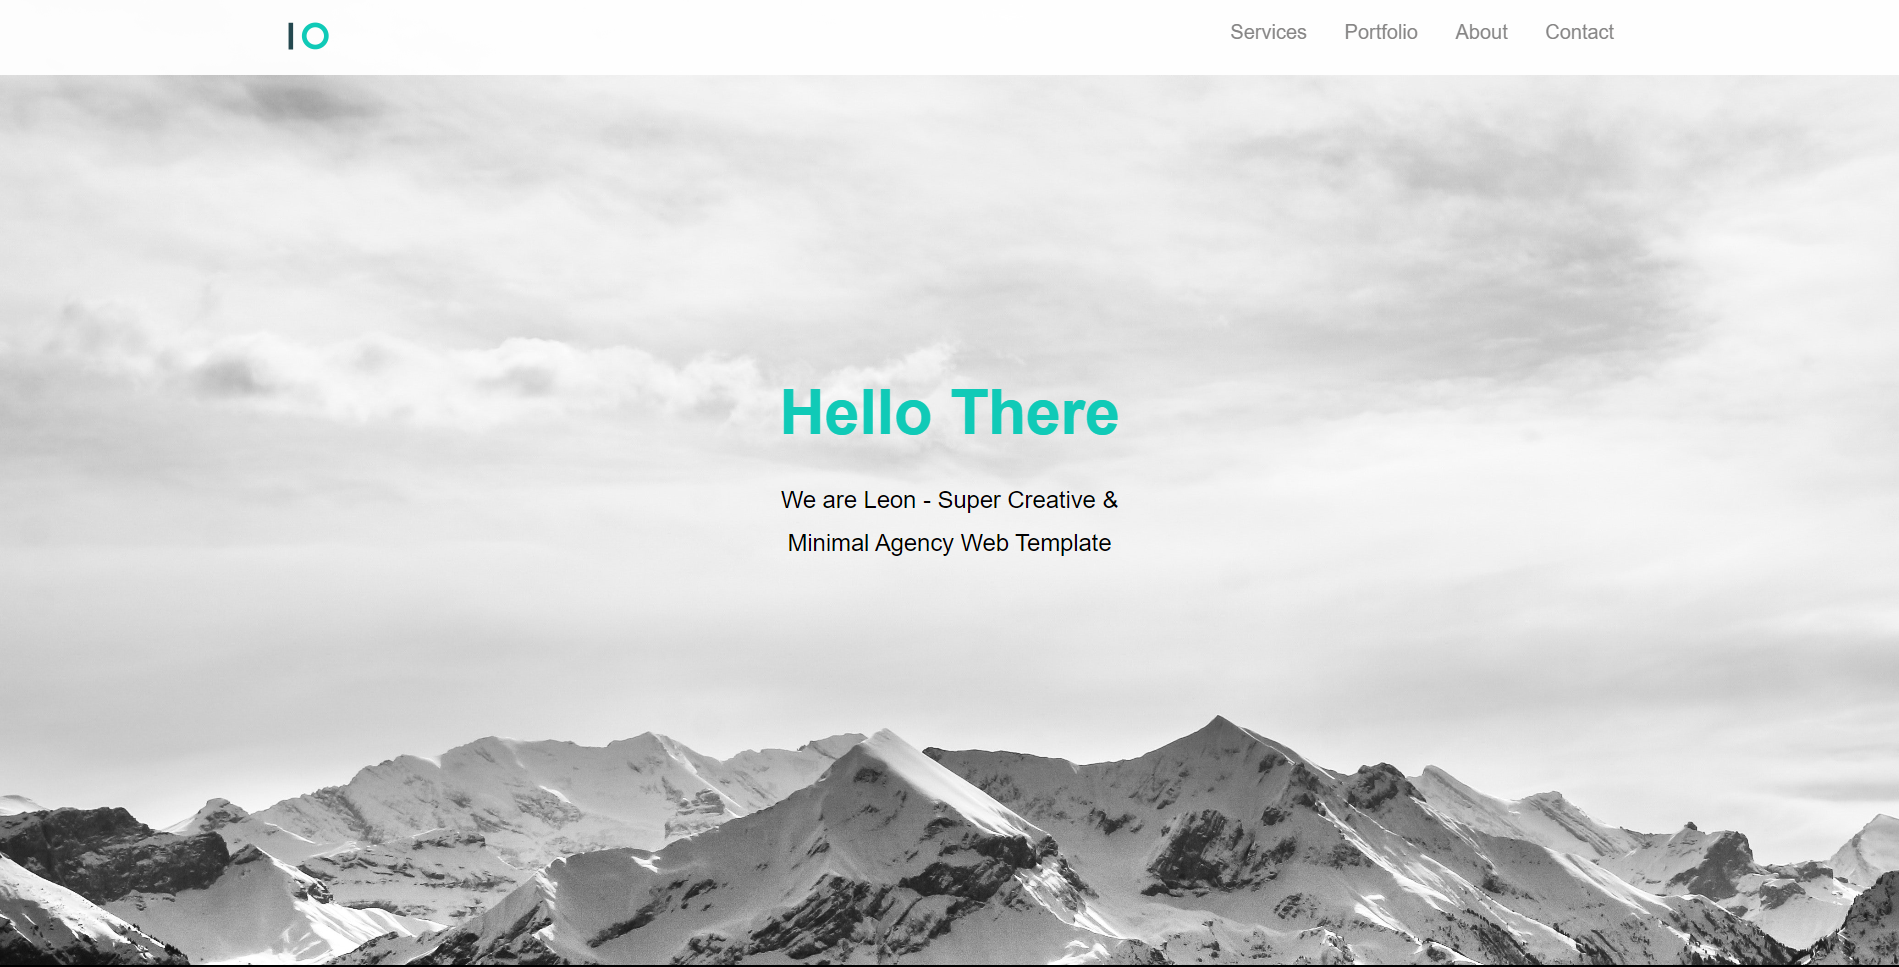 IO
Services Portfolio About Contact
Hello There
We are Leon - Super Creative &
Minimal Agency Web Template